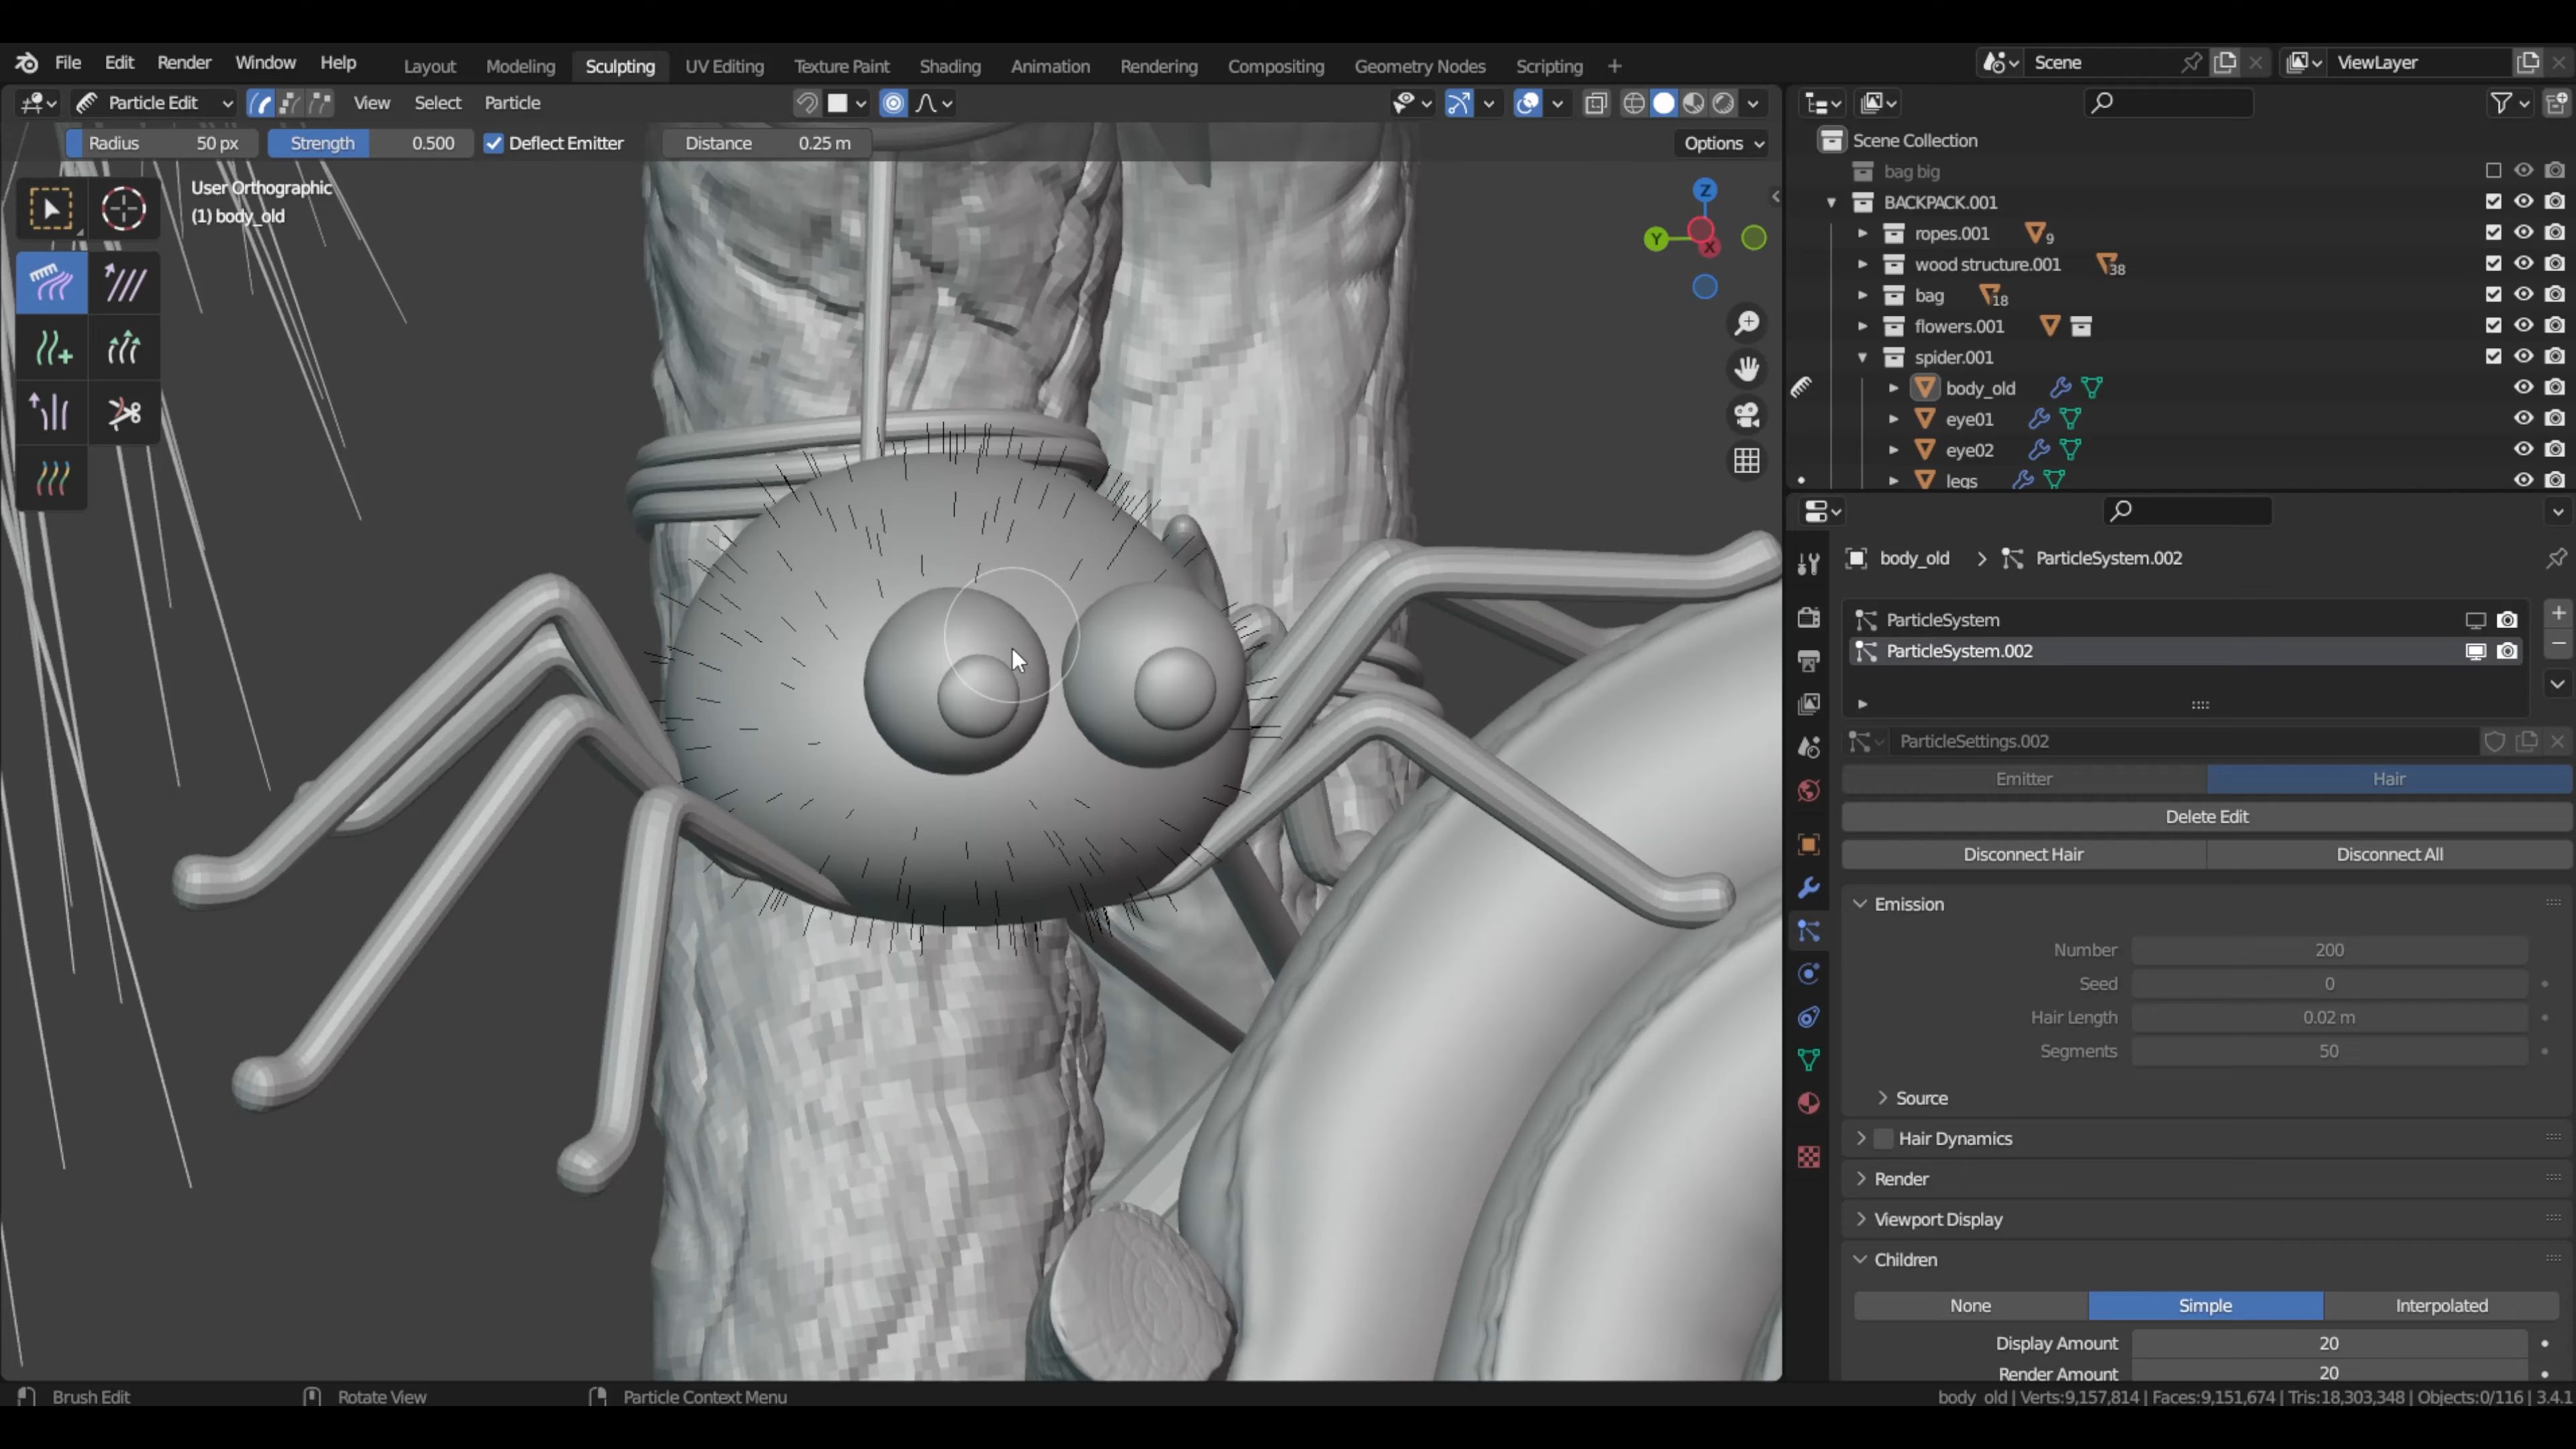 File Edit Render Window Help Layout Modeling Sculpting UV Editing Texture Paint Shading Animation Rendering Compositing Geometry Nodes Scripting + Scene ViewLayer
Particle Edit View Select Particle
Radius 50 px Strength 0.500 Deflect Emitter Distance 0.25 m Options
User Orthographic
(1) body_old
Z
Y
X
Scene Collection
bag big
BACKPACK.001
ropes.001 9
wood structure.001 38
bag 18
flowers.001
spider.001
body_old
eye01
eye02
legs
body_old > ParticleSystem.002
ParticleSystem
ParticleSystem.002
ParticleSettings.002
Emitter Hair
Delete Edit
Disconnect Hair Disconnect All
Emission
Number 200
Seed 0
Hair Length 0.02 m
Segments 50
Source
Hair Dynamics
Render
Viewport Display
Children
None Simple Interpolated
Display Amount 20
Render Amount 20
Brush Edit Rotate View Particle Context Menu body_old | Verts:9,157,814 | Faces:9,151,674 | Tris:18,303,348 | Objects:0/116 | 3.4.1